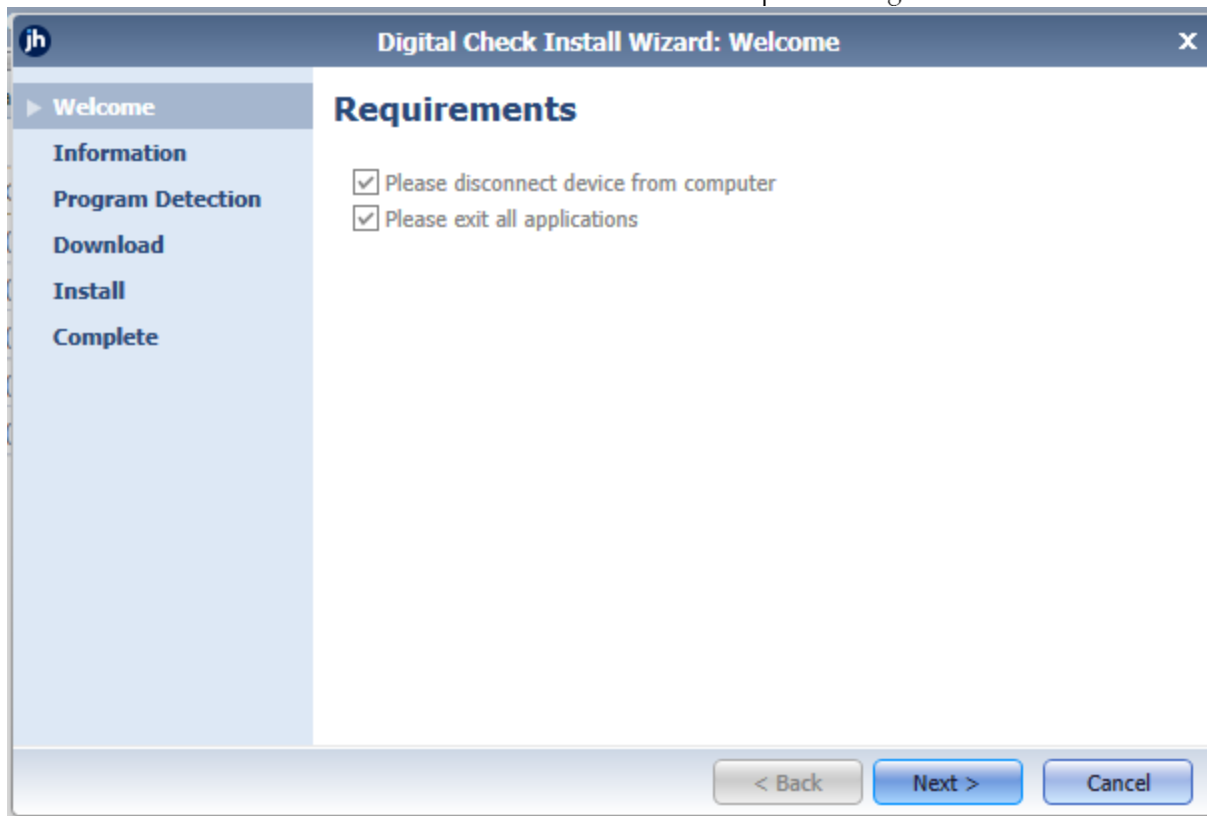 jh
Digital Check Install Wizard: Welcome
x
Welcome
Information
Program Detection
Download
Install
Complete
Requirements
Please disconnect device from computer
Please exit all applications
< Back
Next >
Cancel